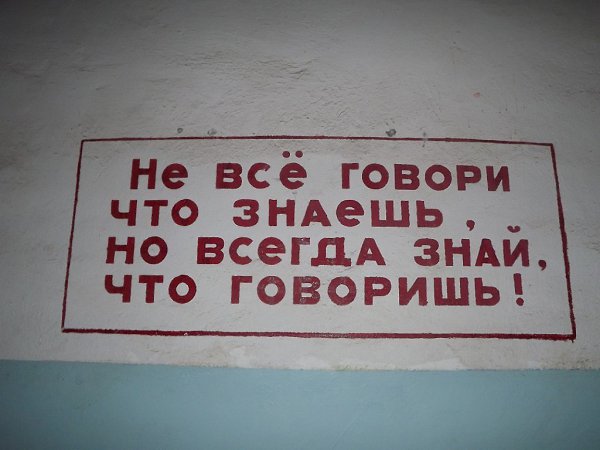 Не всё говори
что знаешь,
но всегда знай,
что говоришь!